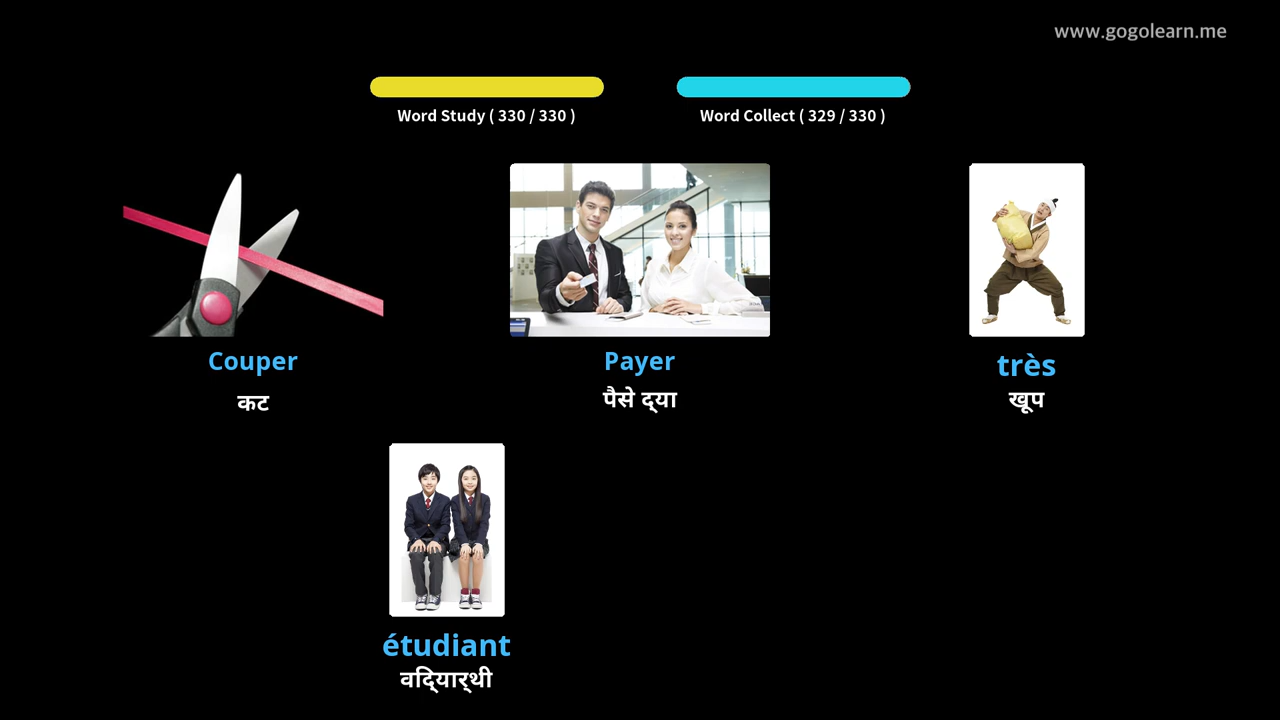 www.gogolearn.me
Word Study ( 330 / 330 )
Word Collect ( 329 / 330 )
Couper
Payer
très
कट
पैसे द्या
खूप
étudiant
विद्यार्थी